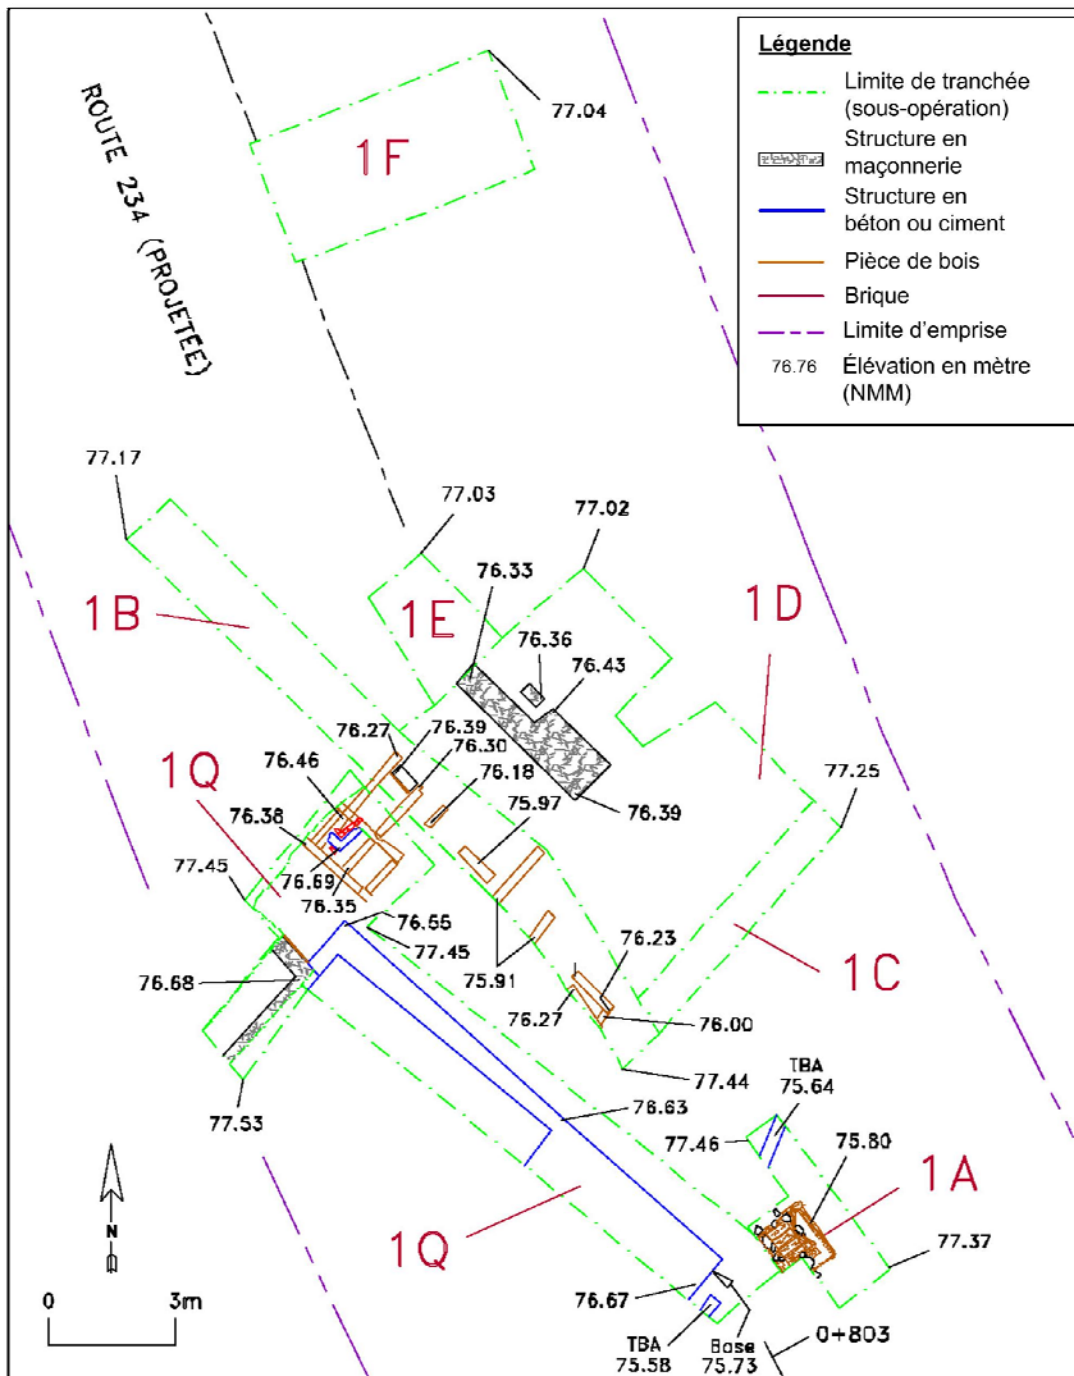 Légende
Limite de tranchée
(sous-opération)
Structure en
maçonnerie
Structure en
béton ou ciment
Pièce de bois
Brique
Limite d'emprise
76.76 Élévation en mètre
(NMM)
ROUTE 234 (PROJETÉE)
77.04
1F
77.17
77.03
77.02
76.33
1B
1E
1D
76.36
76.43
76.27
76.39
76.30
76.46
76.18
1Q
75.97
77.25
76.38
76.39
77.45
76.69
76.35
76.55
77.45
76.23
1C
76.68
75.91
76.27
76.00
77.44
TBA
75.64
77.53
76.63
77.46
75.80
1A
N
1Q
77.37
0 3m
76.67
TBA
75.58
Base
75.73
0+803